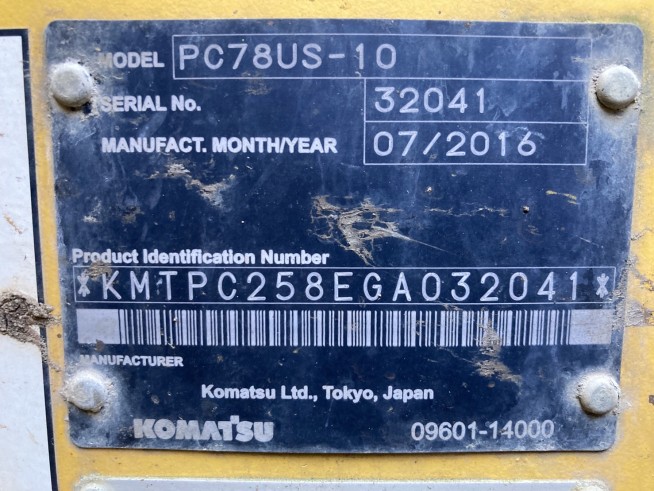 MODEL PC78US-10
SERIAL No. 32041
MANUFACT. MONTH/YEAR 07/2016
Product Identification Number
*KMTPC258EGA032041*
MANUFACTURER
Komatsu Ltd., Tokyo, Japan
KOMATSU 09601-14000